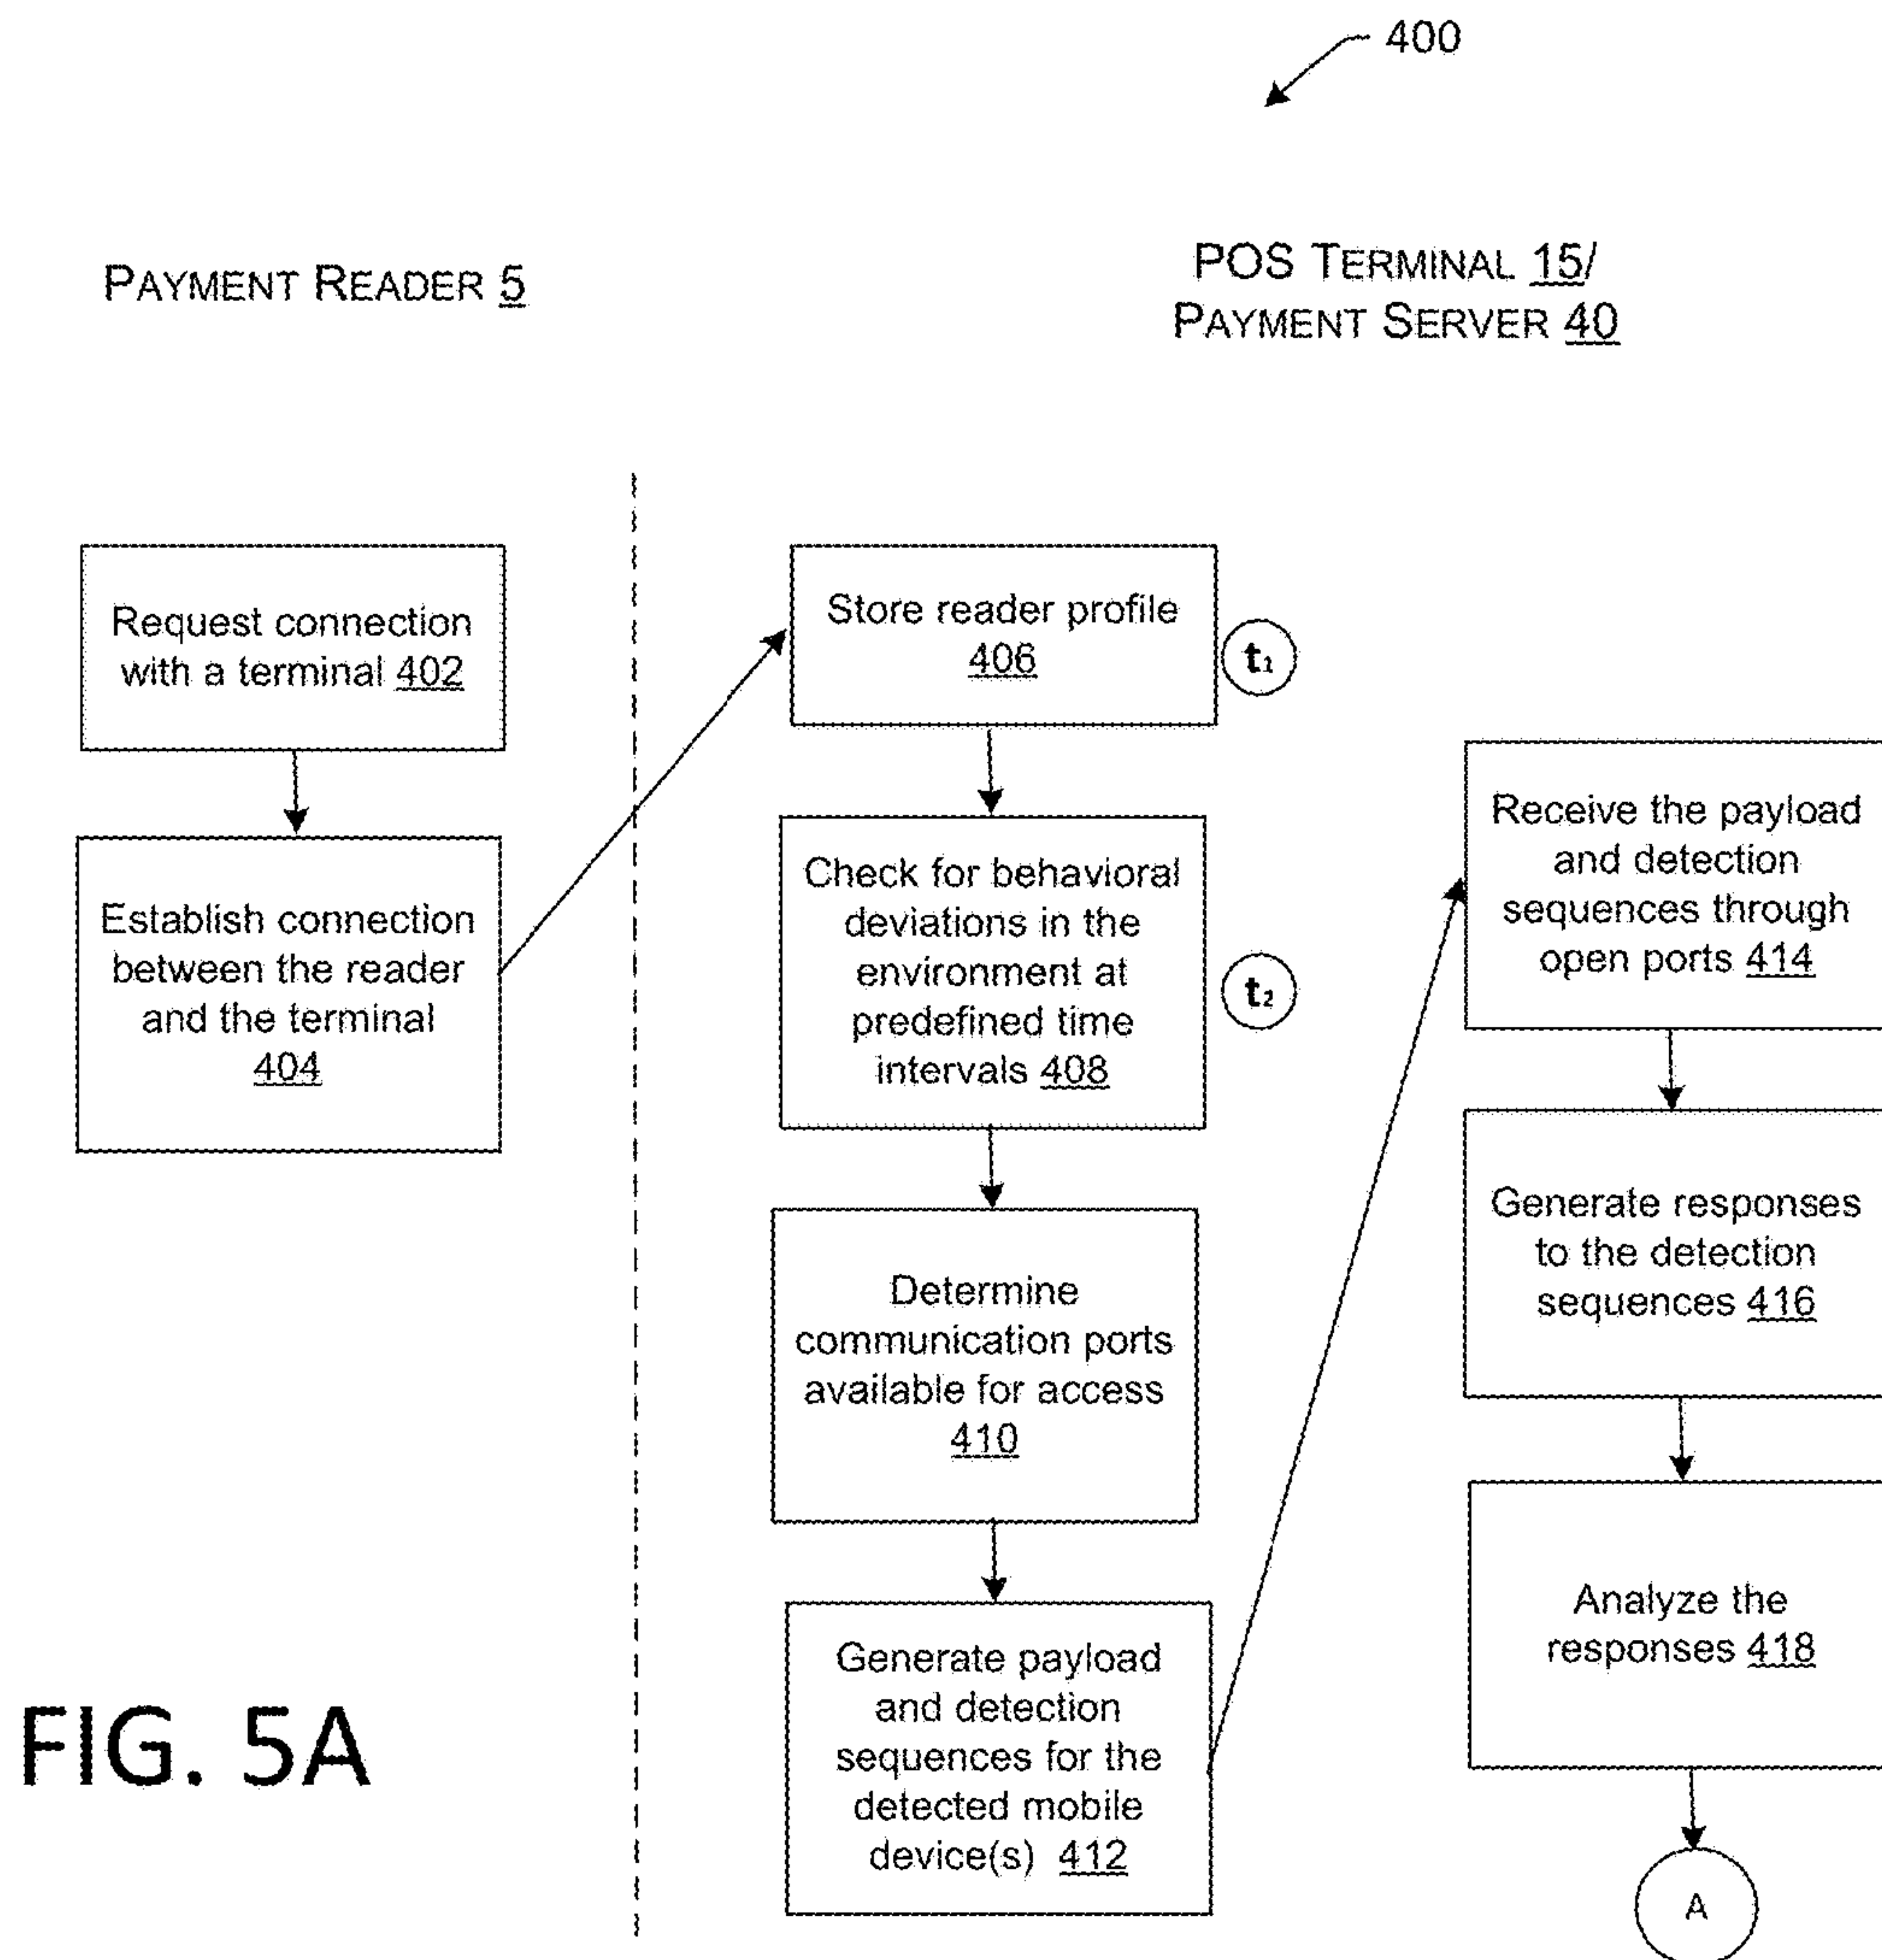 400
PAYMENT READER 5
POS TERMINAL 15/
PAYMENT SERVER 40
Request connection
with a terminal 402
Establish connection
between the reader
and the terminal
404
Store reader profile
406
t1
Check for behavioral
deviations in the
environment at
predefined time
intervals 408
t2
Determine
communication ports
available for access
410
Generate payload
and detection
sequences for the
detected mobile
device(s) 412
Receive the payload
and detection
sequences through
open ports 414
Generate responses
to the detection
sequences 416
Analyze the
responses 418
A
FIG. 5A